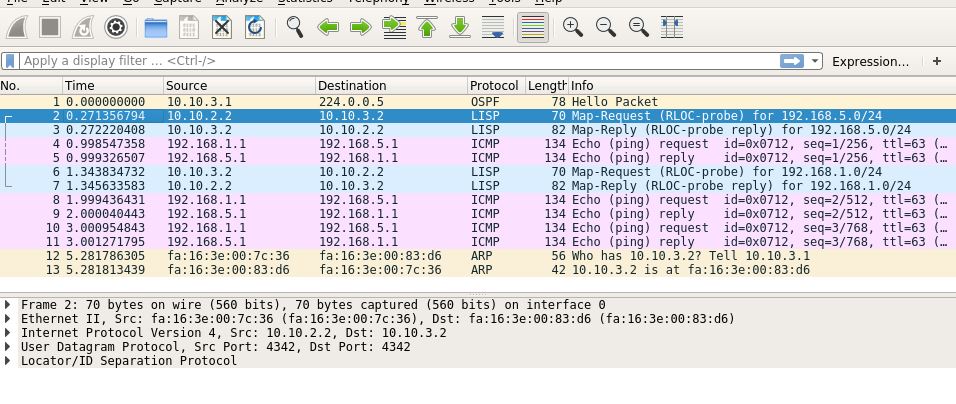 File Edit View Go Capture Analyze Statistics Telephony Wireless Tools Help
Apply a display filter ... <Ctrl-/> Expression... +
No. Time Source Destination Protocol Length Info
1 0.000000000 10.10.3.1 224.0.0.5 OSPF 78 Hello Packet
2 0.271356794 10.10.2.2 10.10.3.2 LISP 70 Map-Request (RLOC-probe) for 192.168.5.0/24
3 0.272220408 10.10.3.2 10.10.2.2 LISP 82 Map-Reply (RLOC-probe reply) for 192.168.5.0/24
4 0.998547358 192.168.1.1 192.168.5.1 ICMP 134 Echo (ping) request id=0x0712, seq=1/256, ttl=63 (…
5 0.999326507 192.168.5.1 192.168.1.1 ICMP 134 Echo (ping) reply id=0x0712, seq=1/256, ttl=63 (…
6 1.343834732 10.10.3.2 10.10.2.2 LISP 70 Map-Request (RLOC-probe) for 192.168.1.0/24
7 1.345633583 10.10.2.2 10.10.3.2 LISP 82 Map-Reply (RLOC-probe reply) for 192.168.1.0/24
8 1.999436431 192.168.1.1 192.168.5.1 ICMP 134 Echo (ping) request id=0x0712, seq=2/512, ttl=63 (…
9 2.000040443 192.168.5.1 192.168.1.1 ICMP 134 Echo (ping) reply id=0x0712, seq=2/512, ttl=63 (…
10 3.000954843 192.168.1.1 192.168.5.1 ICMP 134 Echo (ping) request id=0x0712, seq=3/768, ttl=63 (…
11 3.001271795 192.168.5.1 192.168.1.1 ICMP 134 Echo (ping) reply id=0x0712, seq=3/768, ttl=63 (…
12 5.281786305 fa:16:3e:00:7c:36 fa:16:3e:00:83:d6 ARP 56 Who has 10.10.3.2? Tell 10.10.3.1
13 5.281813439 fa:16:3e:00:83:d6 fa:16:3e:00:7c:36 ARP 42 10.10.3.2 is at fa:16:3e:00:83:d6
Frame 2: 70 bytes on wire (560 bits), 70 bytes captured (560 bits) on interface 0
Ethernet II, Src: fa:16:3e:00:7c:36 (fa:16:3e:00:7c:36), Dst: fa:16:3e:00:83:d6 (fa:16:3e:00:83:d6)
Internet Protocol Version 4, Src: 10.10.2.2, Dst: 10.10.3.2
User Datagram Protocol, Src Port: 4342, Dst Port: 4342
Locator/ID Separation Protocol